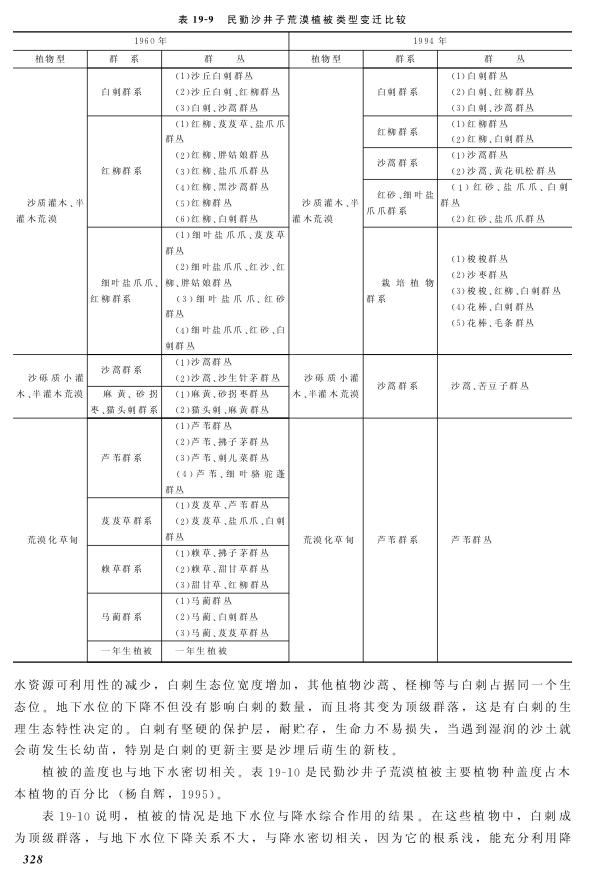 表 19-9 民勤沙井子荒漠植被类型变迁比较
1960年
1994年
植物型
群 系
群 丛
植物型
群系
群 丛
沙质灌木、半
灌木荒漠
白刺群系
(1)沙丘白刺群丛
(2)沙丘白刺、红柳群丛
(3)白刺、沙蒿群丛
红柳群系
(1)红柳、芨芨草、盐爪爪
群丛
(2)红柳、胖姑娘群丛
(3)红柳、盐爪爪群丛
(4)红柳、黑沙蒿群丛
(5)红柳群丛
(6)红柳、白刺群丛
细叶盐爪爪、
红柳群系
(1)细叶盐爪爪、芨芨草
群丛
(2)细叶盐爪爪、红沙、红
柳、胖姑娘群丛
(3)细叶盐爪爪、红砂
群丛
(4)细叶盐爪爪、红砂、白
刺群丛
沙质灌木、半
灌木荒漠
白刺群系
(1)白刺群丛
(2)白刺、红柳群丛
(3)白刺、沙蒿群丛
红柳群系
(1)红柳群丛
(2)红柳、白刺群丛
沙蒿群系
(1)沙蒿群丛
(2)沙蒿、黄花矶松群丛
红砂、细叶盐
爪爪群系
(1)红砂、盐爪爪、白刺
群丛
(2)红砂、盐爪爪群丛
栽培植物
群系
(1)梭梭群丛
(2)沙枣群丛
(3)梭梭、红柳、白刺群丛
(4)花棒、白刺群丛
(5)花棒、毛条群丛
沙砾质小灌
木、半灌木荒漠
沙蒿群系
(1)沙蒿群丛
(2)沙蒿、沙生针茅群丛
麻黄、砂拐
枣、猫头刺群系
(1)麻黄、砂拐枣群丛
(2)猫头刺、麻黄群丛
沙砾质小灌
木、半灌木荒漠
沙蒿群系
沙蒿、苦豆子群丛
荒漠化草甸
芦苇群系
(1)芦苇群丛
(2)芦苇、拂子茅群丛
(3)芦苇、刺儿菜群丛
(4)芦苇、细叶骆驼蓬
群丛
芨芨草群系
(1)芨芨草、芦苇群丛
(2)芨芨草、盐爪爪、白刺
群丛
赖草群系
(1)赖草、拂子茅群丛
(2)赖草、甜甘草群丛
(3)甜甘草、红柳群丛
马蔺群系
(1)马蔺群丛
(2)马蔺、白刺群丛
(3)马蔺、芨芨草群丛
一年生植被
一年生植被
荒漠化草甸
芦苇群系
芦苇群丛
水资源可利用性的减少，白刺生态位宽度增加，其他植物沙蒿、柽柳等与白刺占据同一个生
态位。地下水位的下降不但没有影响白刺的数量，而且将其变为顶级群落，这是有白刺的生
理生态特性决定的。白刺有坚硬的保护层，耐贮存，生命力不易损失，当遇到湿润的沙土就
会萌发生长幼苗，特别是白刺的更新主要是沙埋后萌生的新枝。
植被的盖度也与地下水密切相关。表 19-10 是民勤沙井子荒漠植被主要植物种盖度占木
本植物的百分比（杨自辉，1995）。
表 19-10 说明，植被的情况是地下水位与降水综合作用的结果。在这些植物中，白刺成
为顶级群落，与地下水位下降关系不大，与降水密切相关，因为它的根系浅，能充分利用降
328